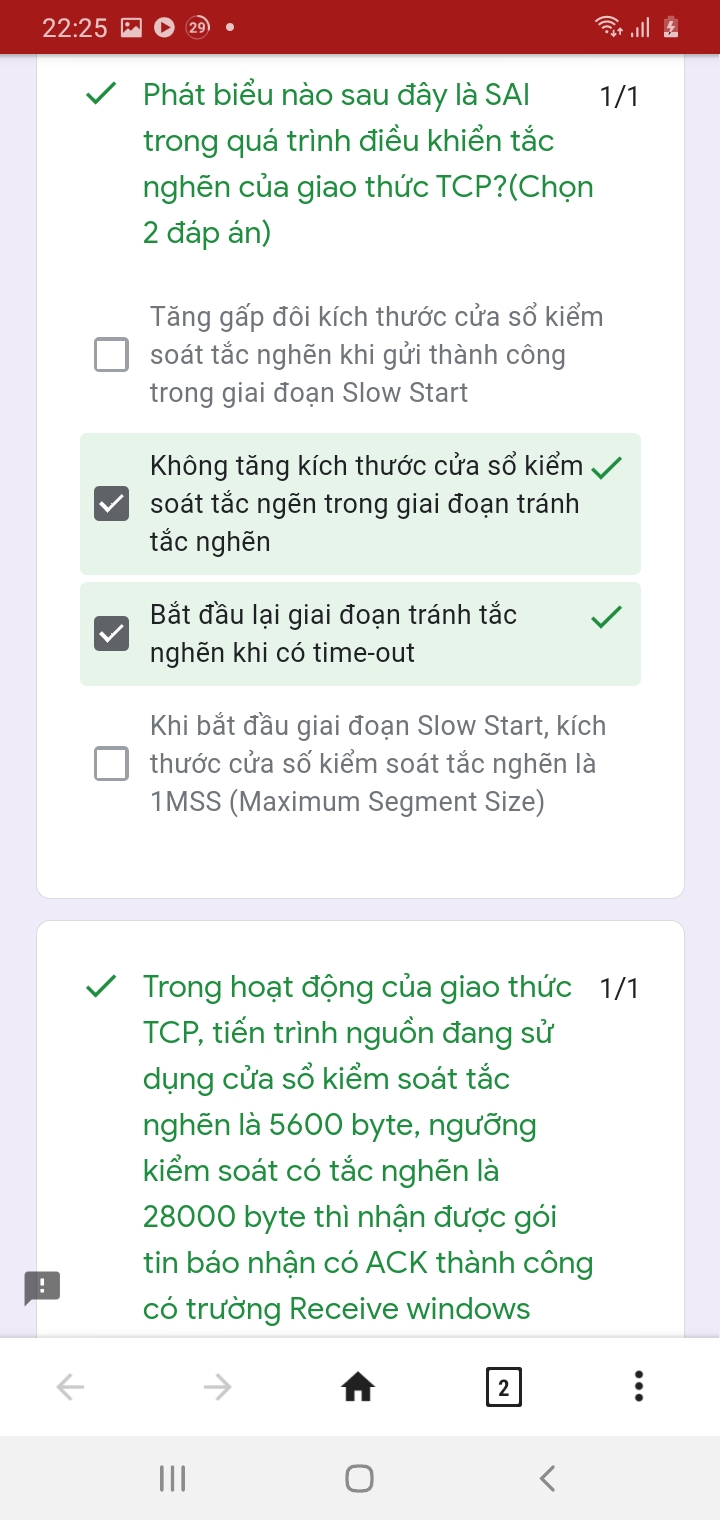 22:25
29
Phát biểu nào sau đây là SAI
1/1
trong quá trình điều khiển tắc
nghẽn của giao thức TCP?(Chọn
2 đáp án)
Tăng gấp đôi kích thước cửa sổ kiểm
soát tắc nghẽn khi gửi thành công
trong giai đoạn Slow Start
Không tăng kích thước cửa sổ kiểm
soát tắc ngẽn trong giai đoạn tránh
tắc nghẽn
Bắt đầu lại giai đoạn tránh tắc
nghẽn khi có time-out
Khi bắt đầu giai đoạn Slow Start, kích
thước cửa số kiểm soát tắc nghẽn là
1MSS (Maximum Segment Size)
Trong hoạt động của giao thức
1/1
TCP, tiến trình nguồn đang sử
dụng cửa sổ kiểm soát tắc
nghẽn là 5600 byte, ngưỡng
kiểm soát có tắc nghẽn là
28000 byte thì nhận được gói
tin báo nhận có ACK thành công
có trường Receive windows
2